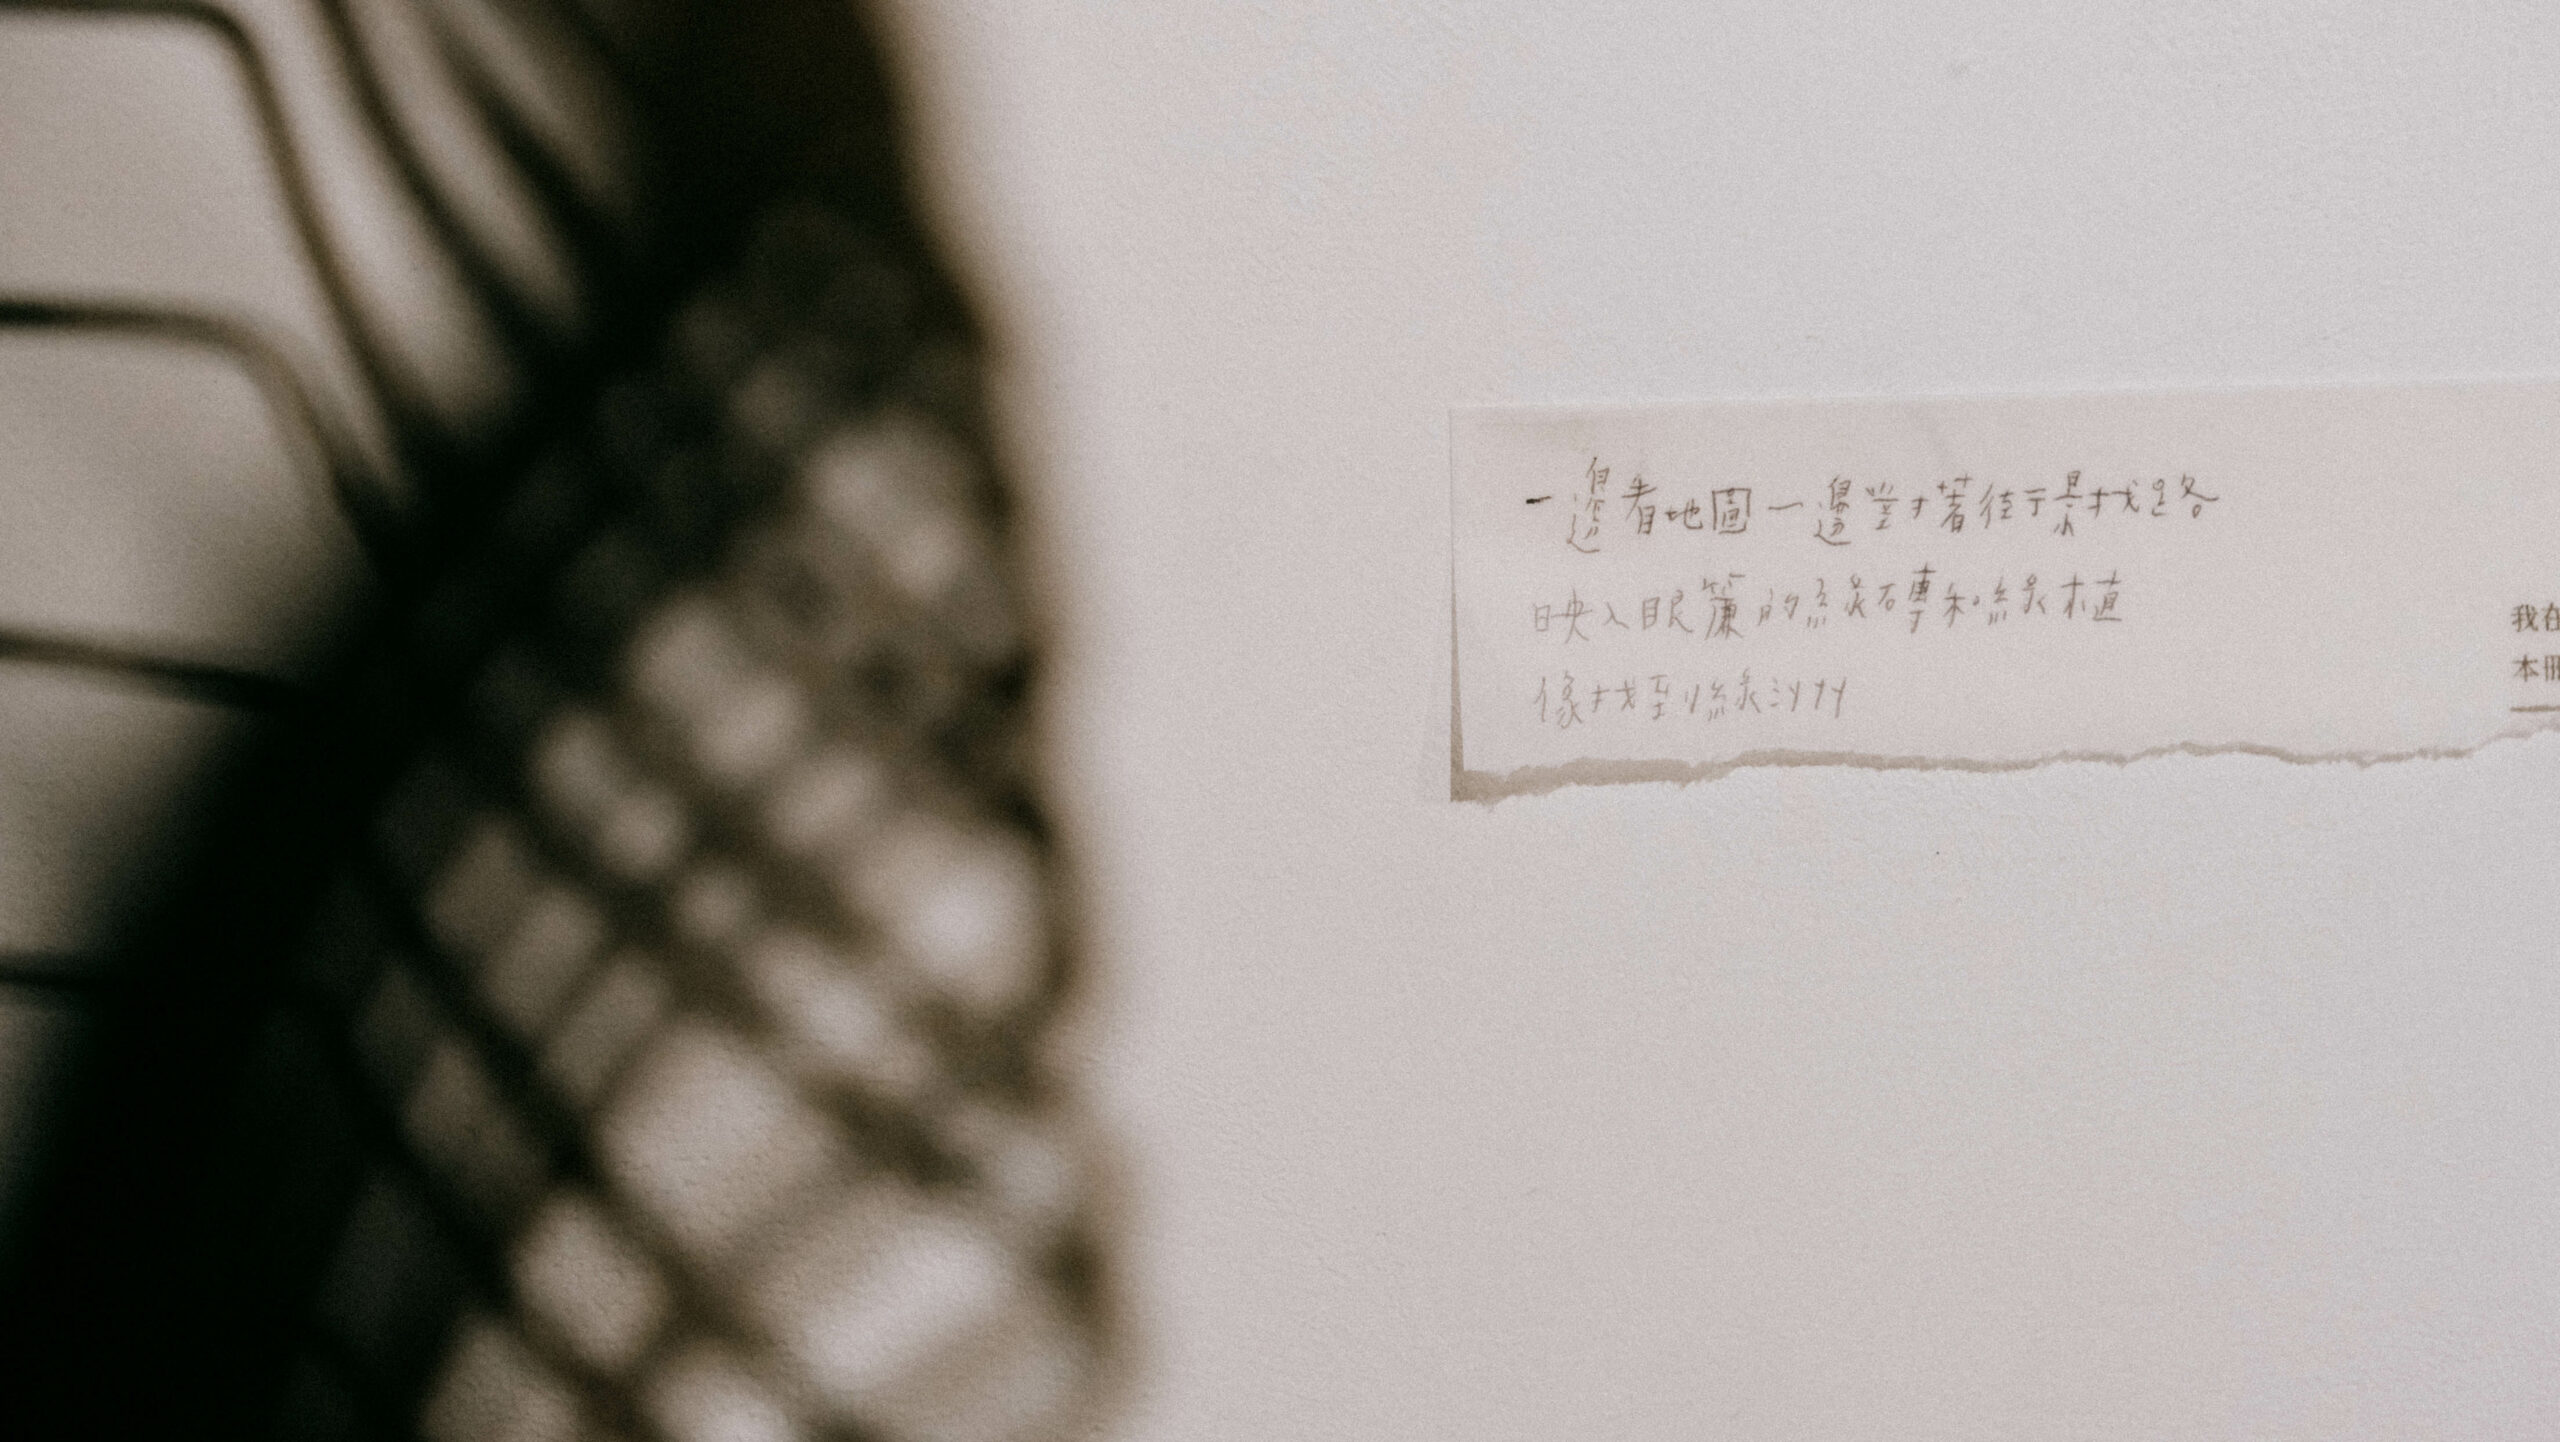 一邊看地圖一邊對著街景找路
映入眼簾的綠磚和綠植
像找到綠洲
我在
本冊